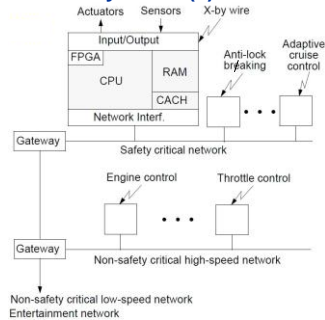 Actuators Sensors X-by wire
Input/Output
FPGA
CPU
RAM
CACH
Network Interf.
Anti-lock
breaking
Adaptive
cruise
control
Gateway
Safety critical network
Engine control Throttle control
Gateway
Non-safety critical high-speed network
Non-safety critical low-speed network
Entertainment network